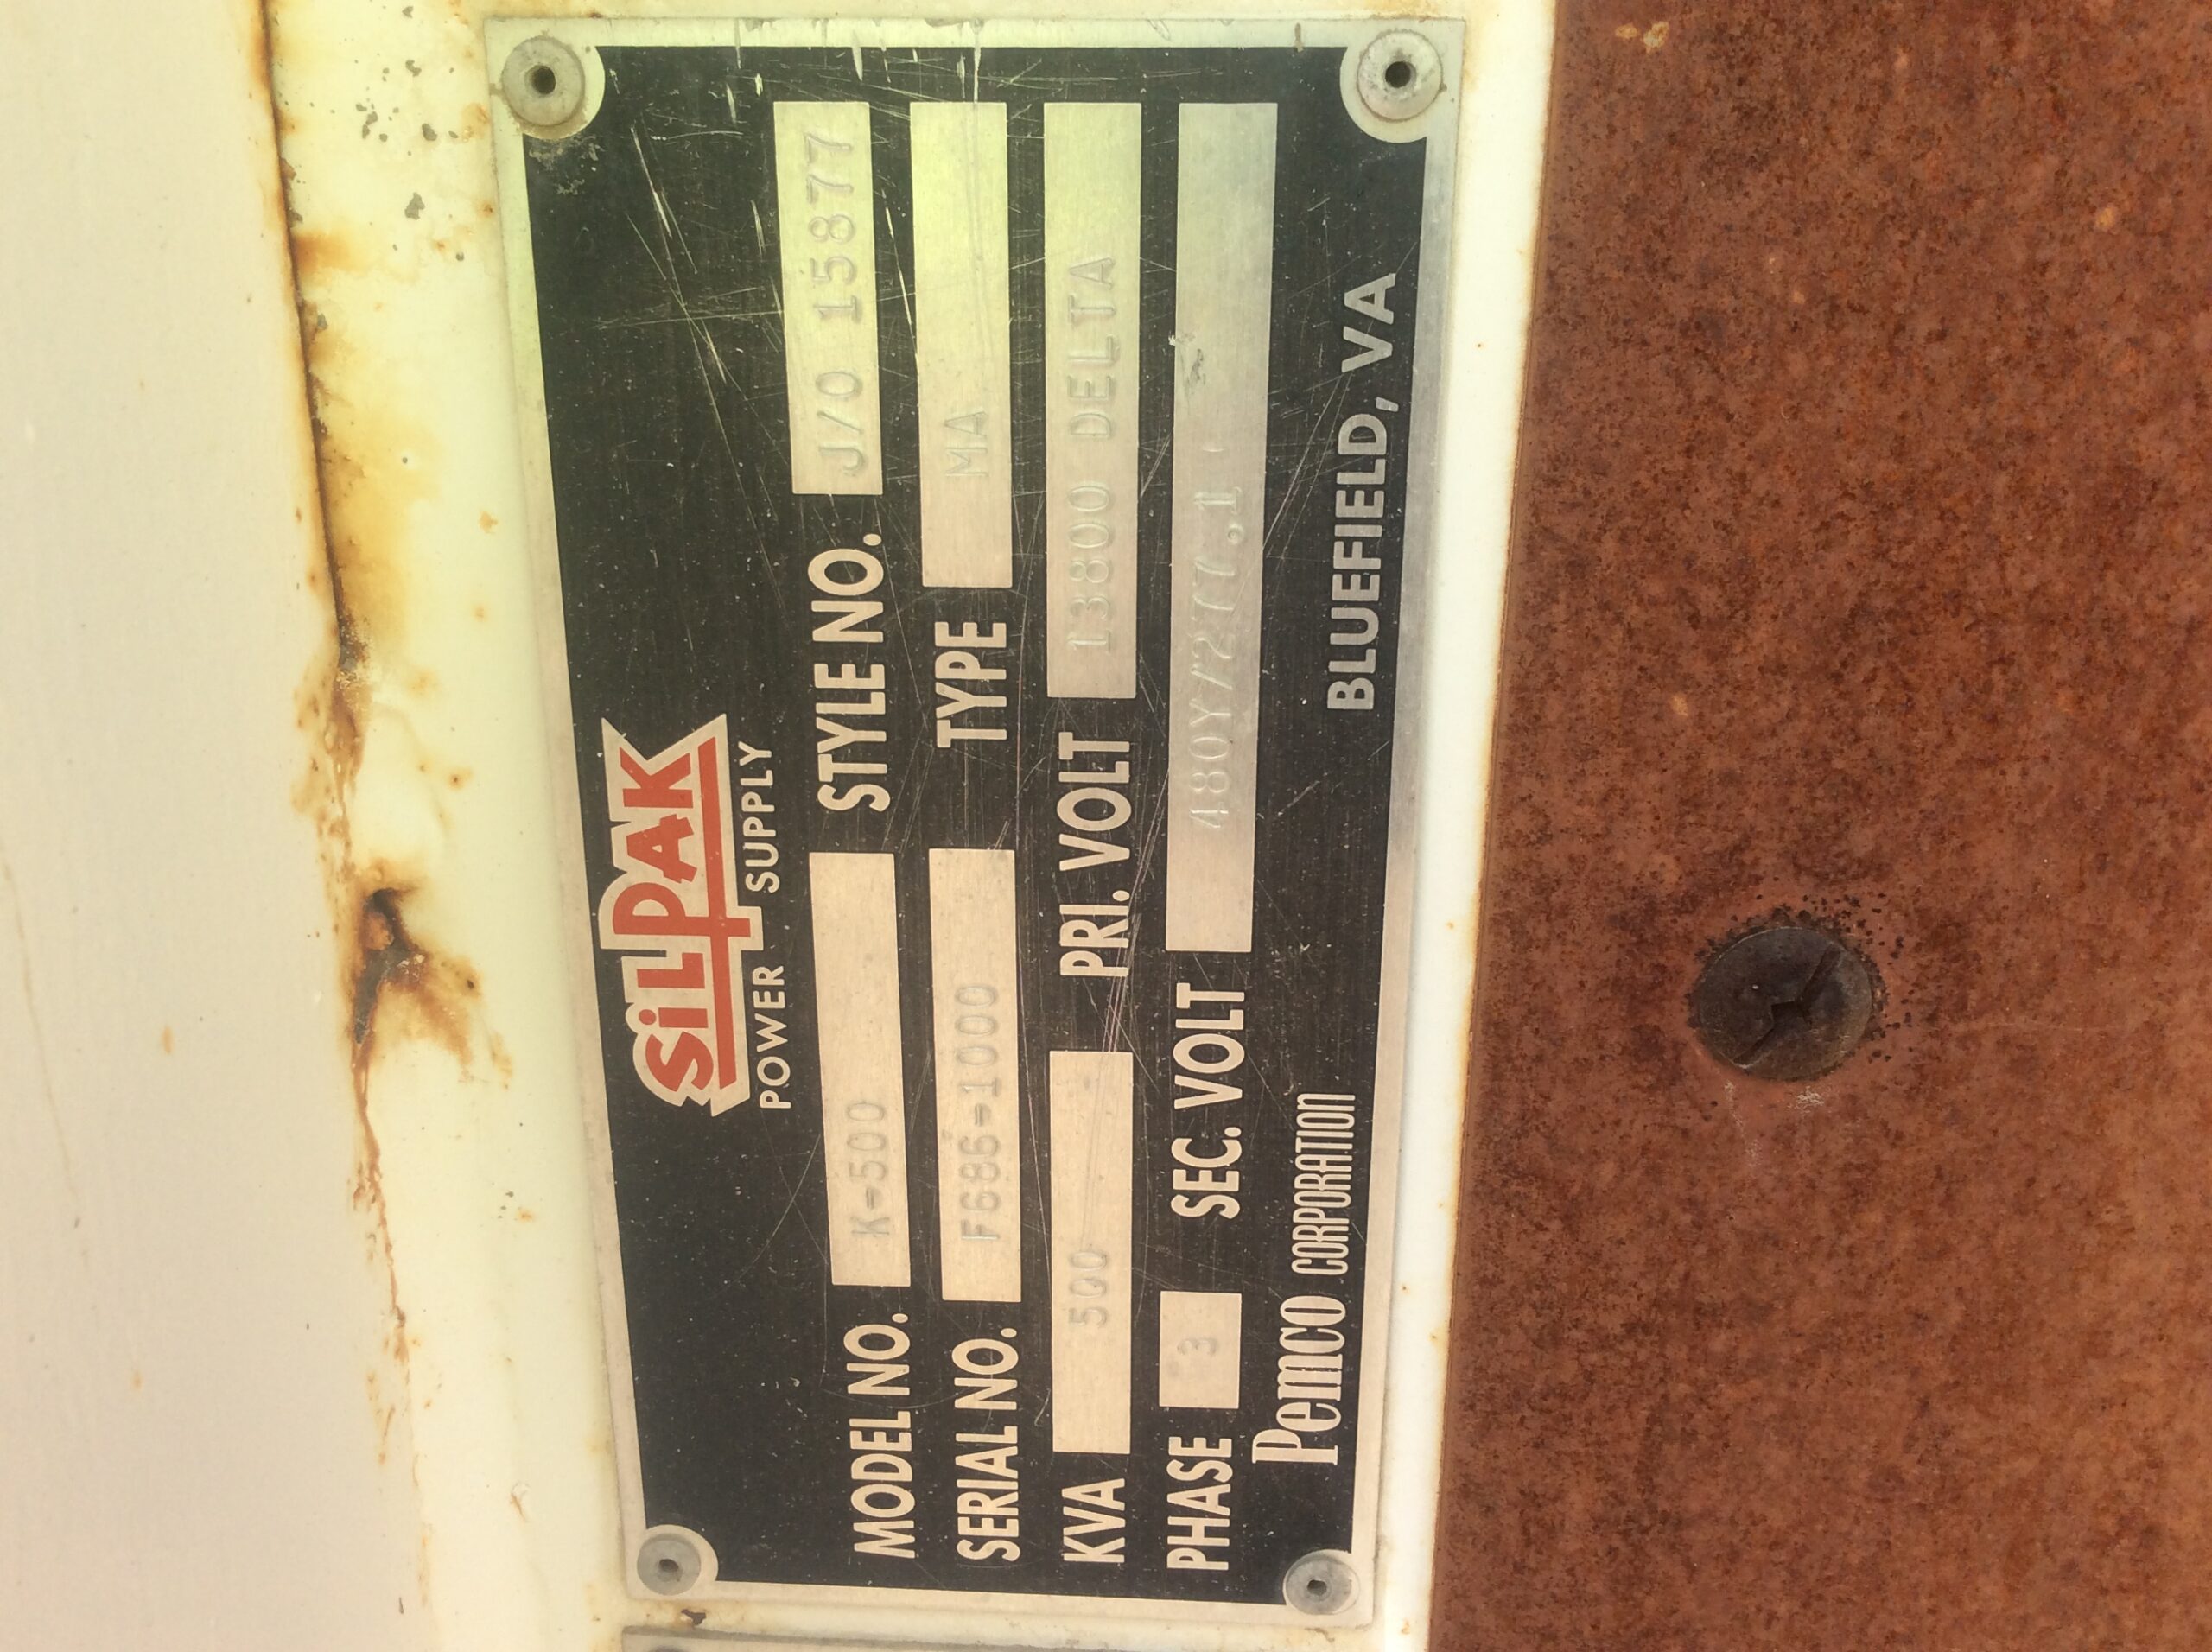 SiLPAK
POWER SUPPLY
MODEL NO. K-500 STYLE NO. J/O 15877
SERIAL NO. F686-1000 TYPE MA
KVA 500 PRI. VOLT 13800 DELTA
PHASE 3 SEC. VOLT 480Y/277.1
Pemco CORPORATION BLUEFIELD, VA